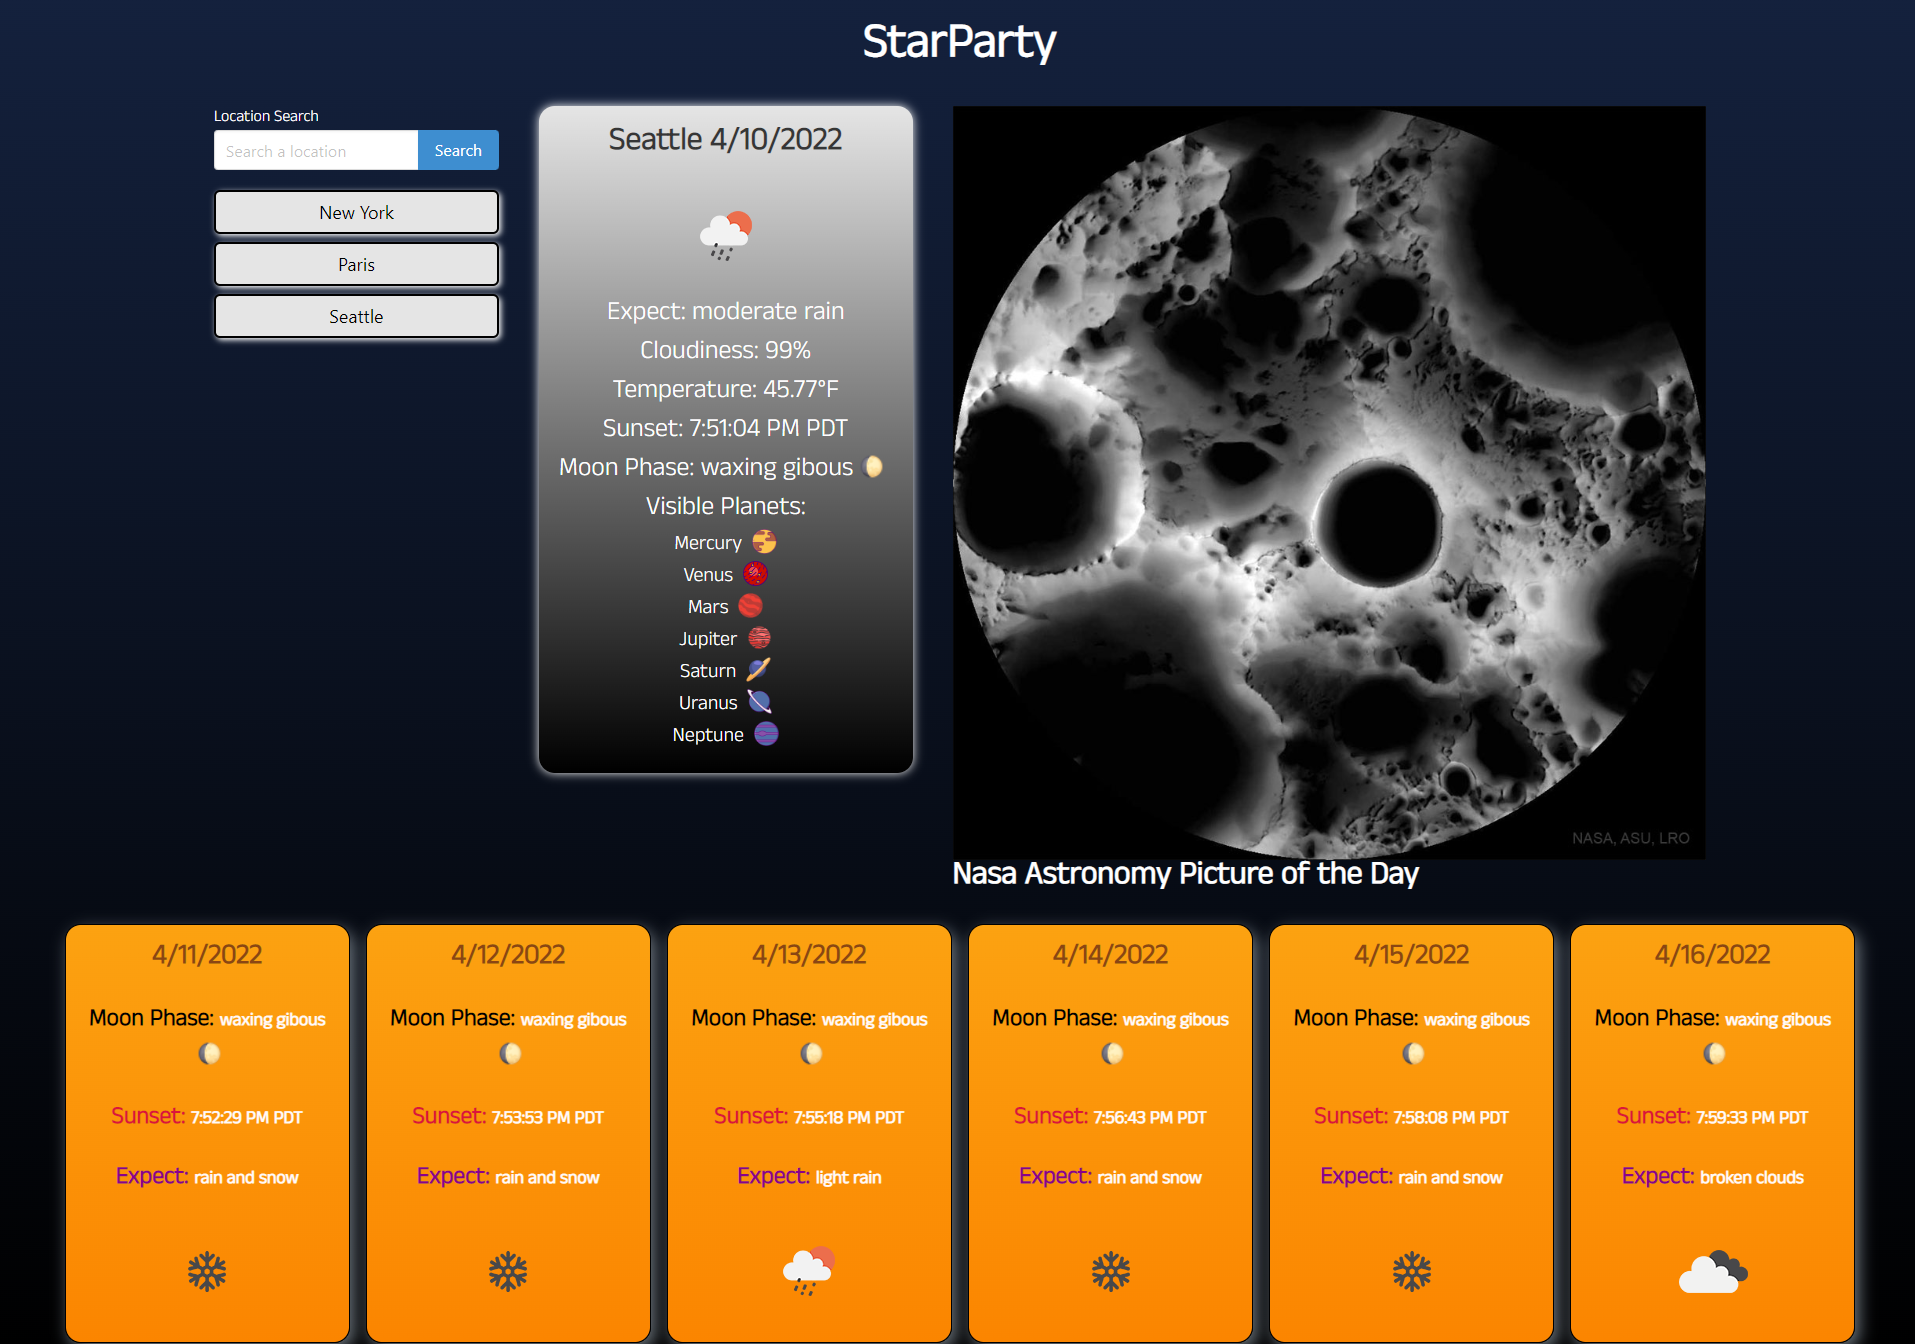 StarParty
Location Search
Search a location
Search
New York
Paris
Seattle
Seattle 4/10/2022
Expect: moderate rain
Cloudiness: 99%
Temperature: 45.77°F
Sunset: 7:51:04 PM PDT
Moon Phase: waxing gibous
Visible Planets:
Mercury
Venus
Mars
Jupiter
Saturn
Uranus
Neptune
NASA, ASU, LRO
Nasa Astronomy Picture of the Day
4/11/2022
Moon Phase: waxing gibous
Sunset: 7:52:29 PM PDT
Expect: rain and snow
4/12/2022
Moon Phase: waxing gibous
Sunset: 7:53:53 PM PDT
Expect: rain and snow
4/13/2022
Moon Phase: waxing gibous
Sunset: 7:55:18 PM PDT
Expect: light rain
4/14/2022
Moon Phase: waxing gibous
Sunset: 7:56:43 PM PDT
Expect: rain and snow
4/15/2022
Moon Phase: waxing gibous
Sunset: 7:58:08 PM PDT
Expect: rain and snow
4/16/2022
Moon Phase: waxing gibous
Sunset: 7:59:33 PM PDT
Expect: broken clouds